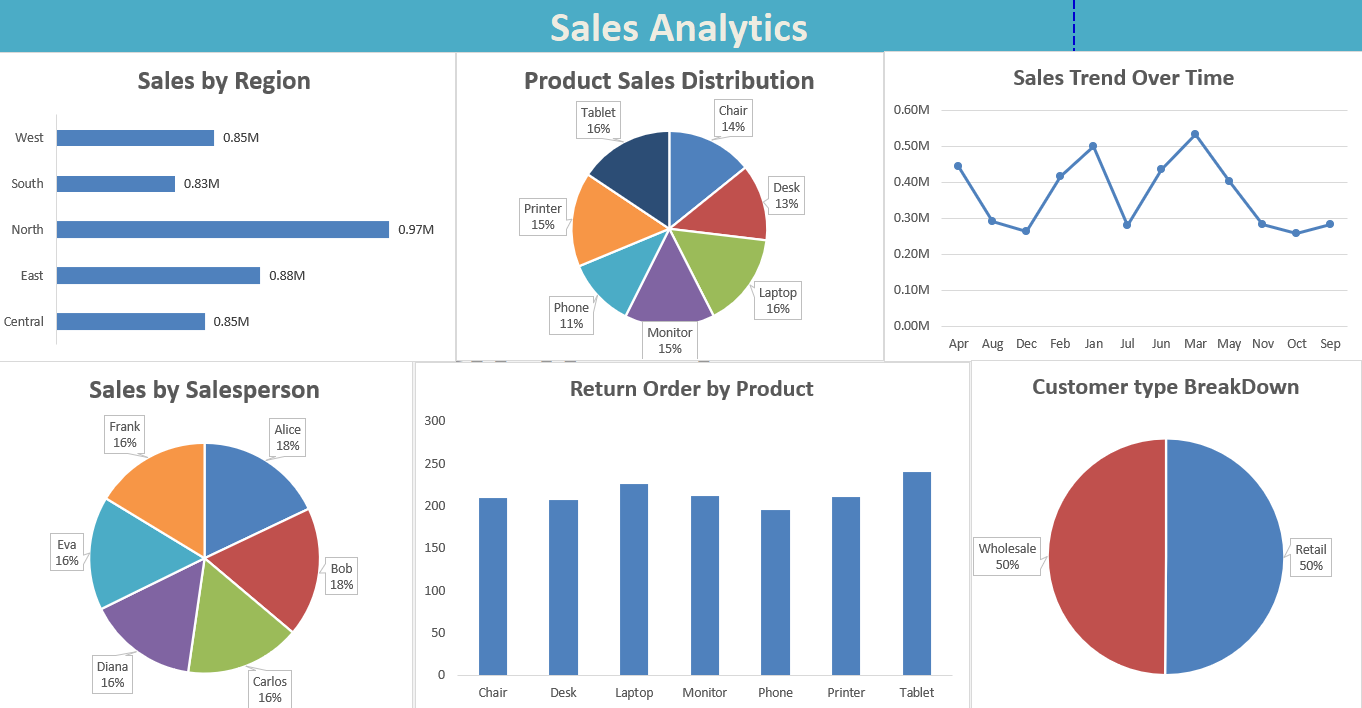 Sales Analytics
Sales by Region
West
0.85M
South
0.83M
North
0.97M
East
0.88M
Central
0.85M
Product Sales Distribution
Tablet
16%
Chair
14%
Desk
13%
Printer
15%
Laptop
16%
Phone
11%
Monitor
15%
Sales Trend Over Time
0.60M
0.50M
0.40M
0.30M
0.20M
0.10M
0.00M
Apr Aug Dec Feb Jan Jul Jun Mar May Nov Oct Sep
Sales by Salesperson
Frank
16%
Alice
18%
Eva
16%
Bob
18%
Diana
16%
Carlos
16%
Return Order by Product
300
250
200
150
100
50
0
Chair Desk Laptop Monitor Phone Printer Tablet
Customer type BreakDown
Wholesale
50%
Retail
50%